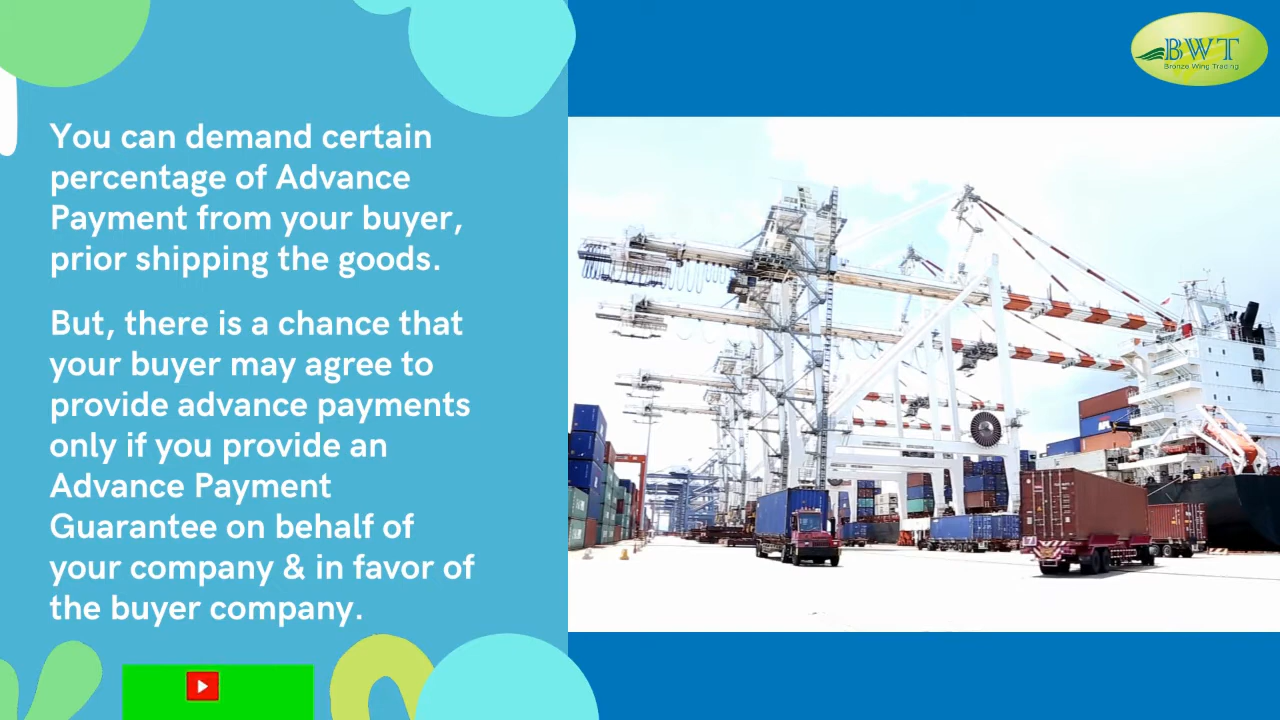 BWT
Bronze Wing Trading
You can demand certain
percentage of Advance
Payment from your buyer,
prior shipping the goods.
But, there is a chance that
your buyer may agree to
provide advance payments
only if you provide an
Advance Payment
Guarantee on behalf of
your company & in favor of
the buyer company.